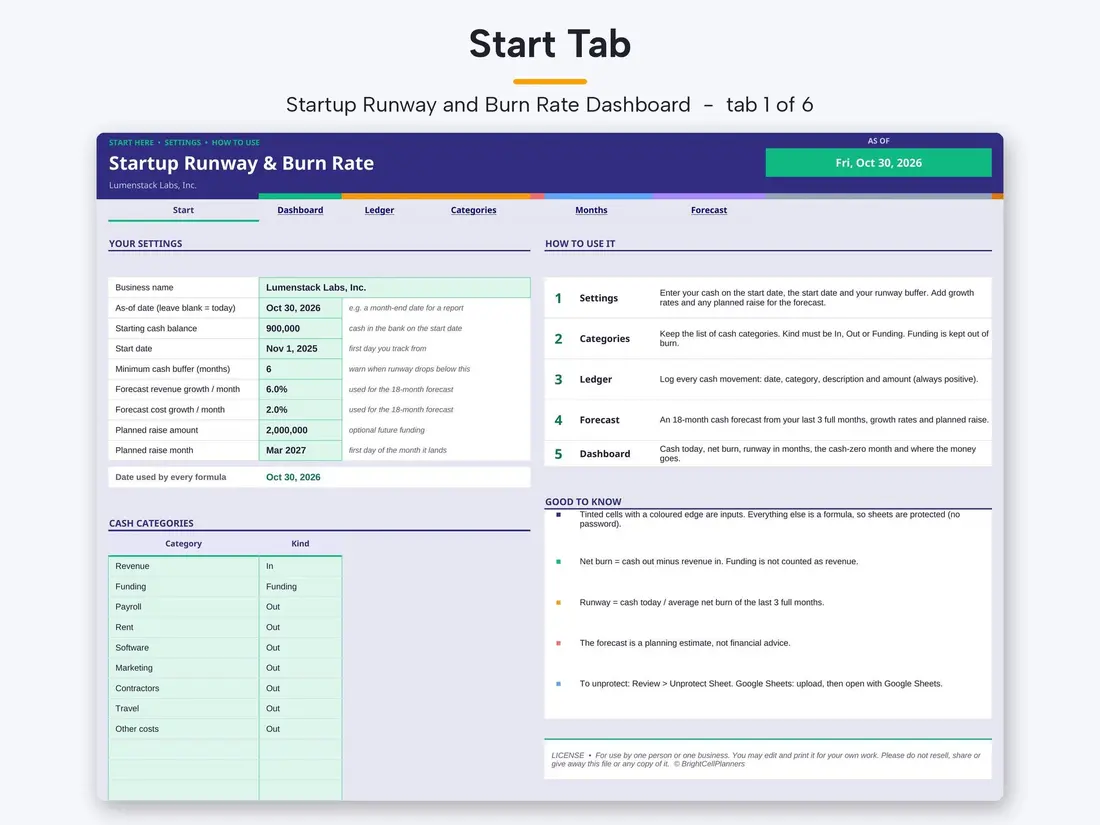 Start Tab
Startup Runway and Burn Rate Dashboard - tab 1 of 6
START HERE • SETTINGS • HOW TO USE
Startup Runway & Burn Rate
Lumenstack Labs, Inc.
AS OF
Fri, Oct 30, 2026
Start Dashboard Ledger Categories Months Forecast
YOUR SETTINGS
Business name Lumenstack Labs, Inc.
As-of date (leave blank = today) Oct 30, 2026 e.g. a month-end date for a report
Starting cash balance 900,000 cash in the bank on the start date
Start date Nov 1, 2025 first day you track from
Minimum cash buffer (months) 6 warn when runway drops below this
Forecast revenue growth / month 6.0% used for the 18-month forecast
Forecast cost growth / month 2.0% used for the 18-month forecast
Planned raise amount 2,000,000 optional future funding
Planned raise month Mar 2027 first day of the month it lands
Date used by every formula Oct 30, 2026
CASH CATEGORIES
Category Kind
Revenue In
Funding Funding
Payroll Out
Rent Out
Software Out
Marketing Out
Contractors Out
Travel Out
Other costs Out
HOW TO USE IT
1 Settings Enter your cash on the start date, the start date and your runway buffer. Add growth
rates and any planned raise for the forecast.
2 Categories Keep the list of cash categories. Kind must be In, Out or Funding. Funding is kept out of
burn.
3 Ledger Log every cash movement: date, category, description and amount (always positive).
4 Forecast An 18-month cash forecast from your last 3 full months, growth rates and planned raise.
5 Dashboard Cash today, net burn, runway in months, the cash-zero month and where the money
goes.
GOOD TO KNOW
Tinted cells with a coloured edge are inputs. Everything else is a formula, so sheets are protected (no
password).
Net burn = cash out minus revenue in. Funding is not counted as revenue.
Runway = cash today / average net burn of the last 3 full months.
The forecast is a planning estimate, not financial advice.
To unprotect: Review > Unprotect Sheet. Google Sheets: upload, then open with Google Sheets.
LICENSE • For use by one person or one business. You may edit and print it for your own work. Please do not resell, share or
give away this file or any copy of it. © BrightCellPlanners